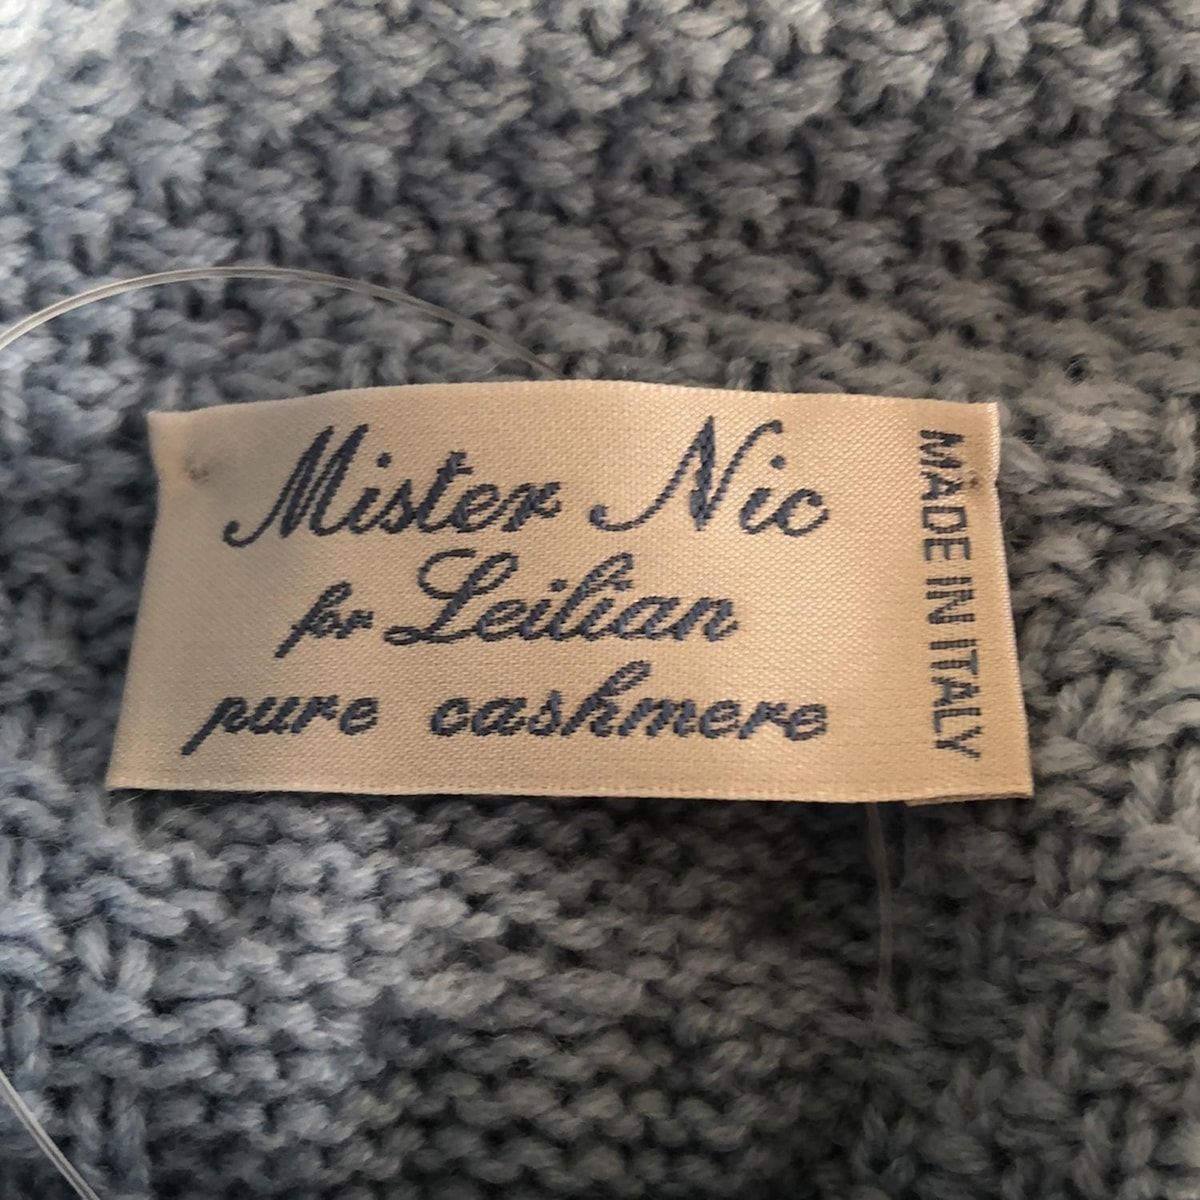 Mister Nic
for Leilian
pure cashmere
MADE IN ITALY